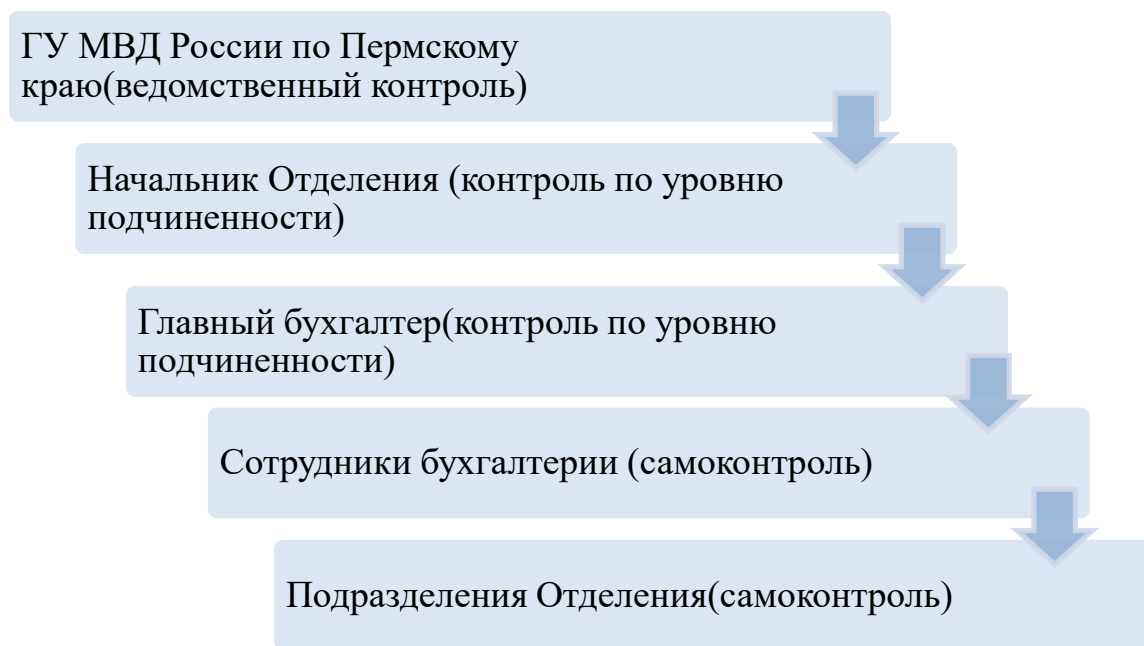 ГУ МВД России по Пермскому
краю(ведомственный контроль)
Начальник Отделения (контроль по уровню
подчиненности)
Главный бухгалтер(контроль по уровню
подчиненности)
Сотрудники бухгалтерии (самоконтроль)
Подразделения Отделения(самоконтроль)